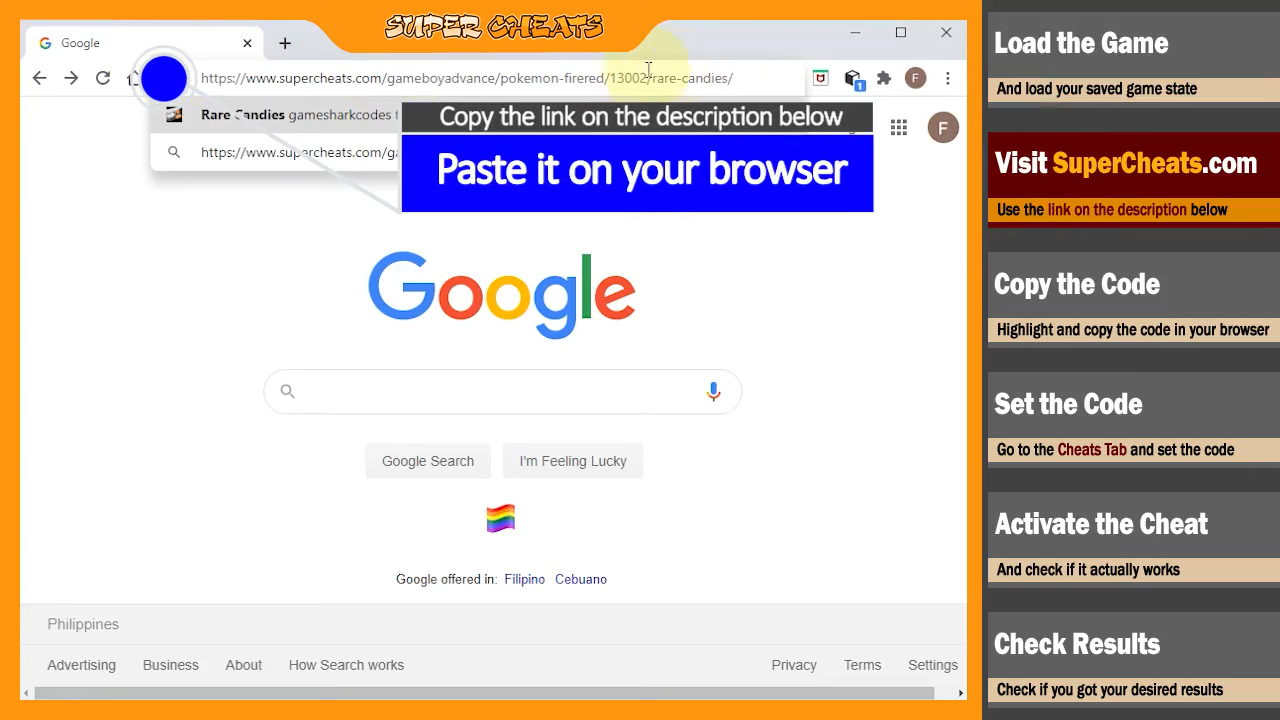 SUPER CHEATS
Google
https://www.supercheats.com/gameboyadvance/pokemon-firered/13002/rare-candies/
1
F
Rare Candies gamesharkcodes f
https://www.supercheats.com/ga
Copy the link on the description below
Paste it on your browser
F
Google
Google Search
I'm Feeling Lucky
Google offered in: Filipino Cebuano
Philippines
Advertising Business About How Search works Privacy Terms Settings
Load the Game
And load your saved game state
Visit SuperCheats.com
Use the link on the description below
Copy the Code
Highlight and copy the code in your browser
Set the Code
Go to the Cheats Tab and set the code
Activate the Cheat
And check if it actually works
Check Results
Check if you got your desired results